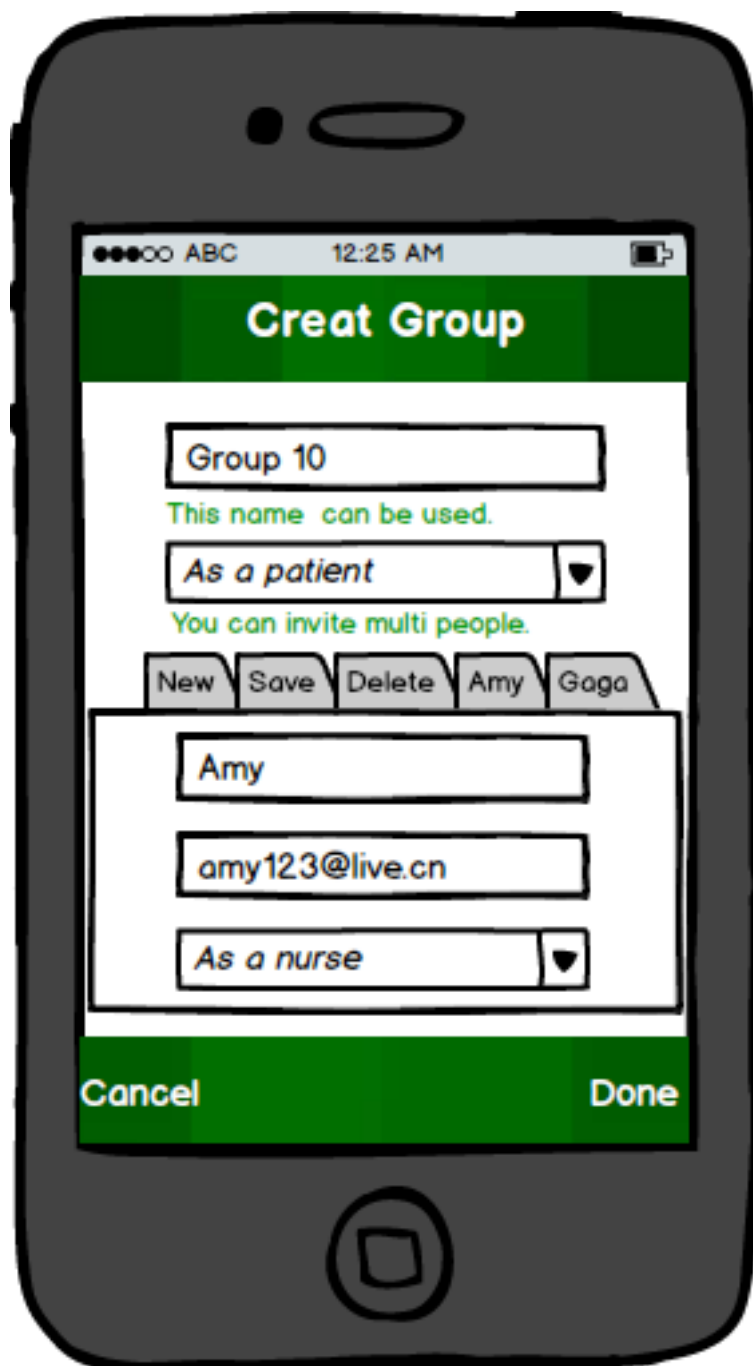 ABC 12:25 AM
Creat Group
Group 10
This name can be used.
As a patient
You can invite multi people.
New Save Delete Amy Gaga
Amy
amy123@live.cn
As a nurse
Cancel Done